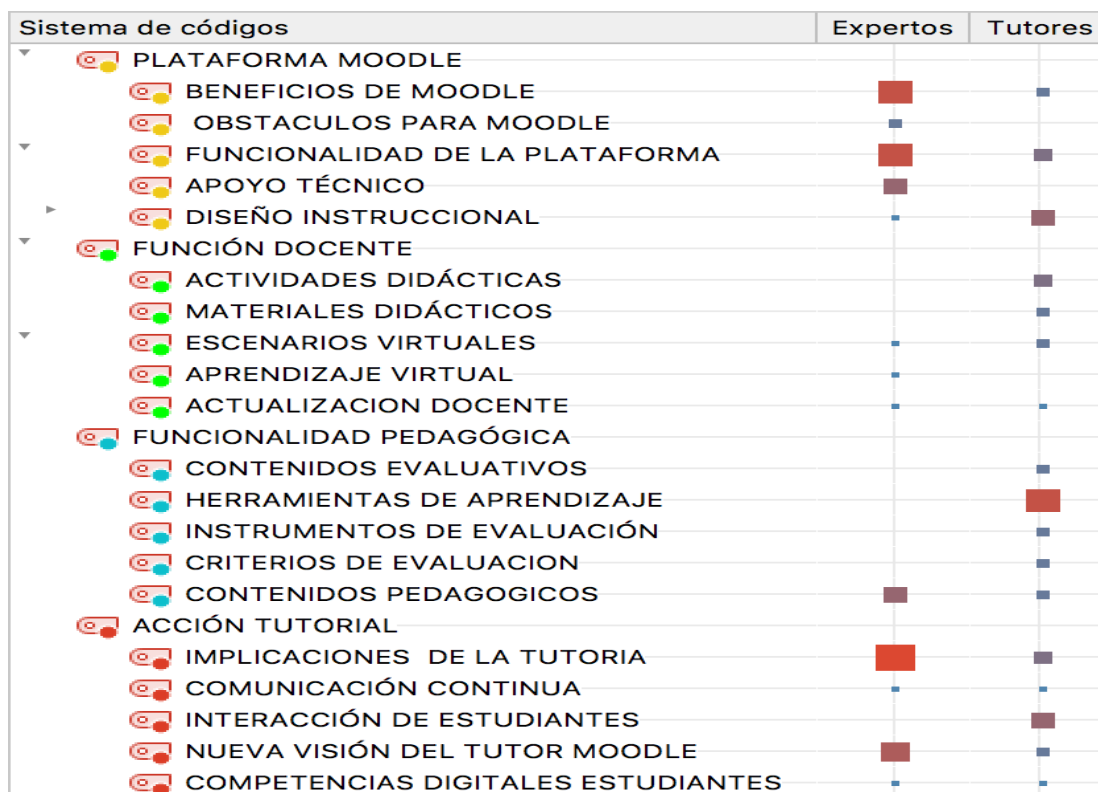 Sistema de códigos Expertos Tutores
PLATAFORMA MOODLE
BENEFICIOS DE MOODLE
OBSTACULOS PARA MOODLE
FUNCIONALIDAD DE LA PLATAFORMA
APOYO TÉCNICO
DISEÑO INSTRUCCIONAL
FUNCIÓN DOCENTE
ACTIVIDADES DIDÁCTICAS
MATERIALES DIDÁCTICOS
ESCENARIOS VIRTUALES
APRENDIZAJE VIRTUAL
ACTUALIZACION DOCENTE
FUNCIONALIDAD PEDAGÓGICA
CONTENIDOS EVALUATIVOS
HERRAMIENTAS DE APRENDIZAJE
INSTRUMENTOS DE EVALUACIÓN
CRITERIOS DE EVALUACION
CONTENIDOS PEDAGOGICOS
ACCIÓN TUTORIAL
IMPLICACIONES DE LA TUTORIA
COMUNICACIÓN CONTINUA
INTERACCIÓN DE ESTUDIANTES
NUEVA VISIÓN DEL TUTOR MOODLE
COMPETENCIAS DIGITALES ESTUDIANTES